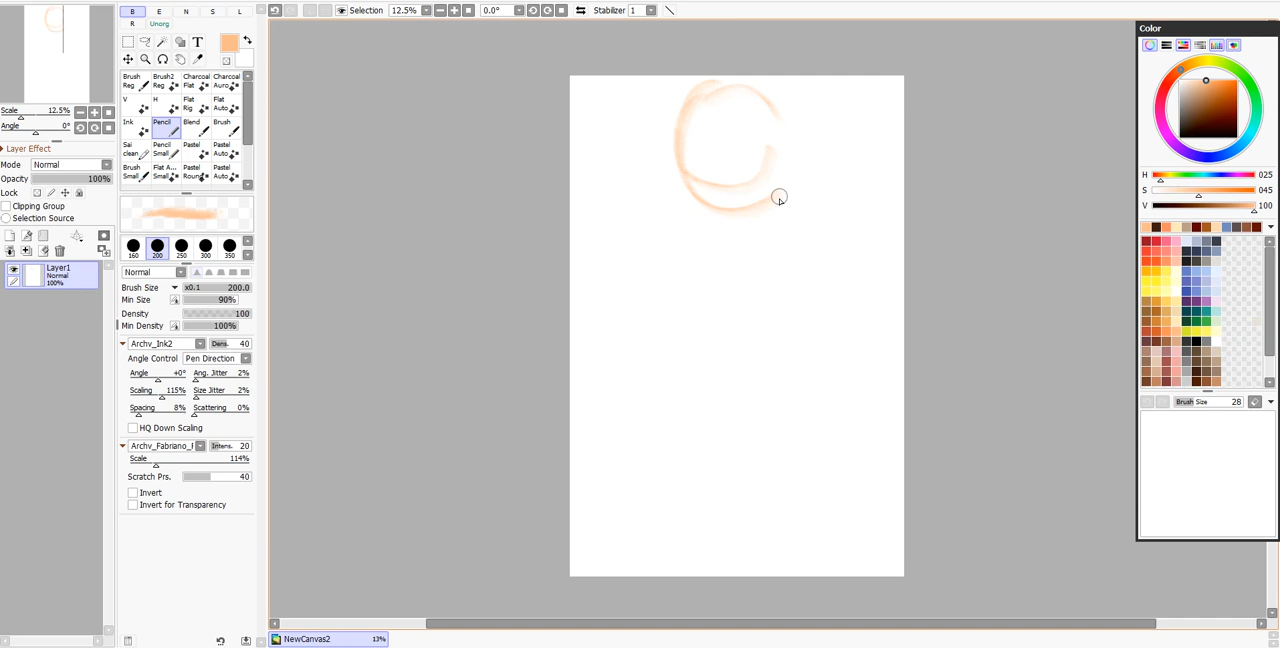 B E N S L
R Unorg
Selection 12.5% 0.0° Stabilizer 1
Color
T
Scale 12.5%
Angle 0°
Layer Effect
Mode Normal
Opacity 100%
Lock
Clipping Group
Selection Source
Layer1
Normal
100%
Brush Reg
Brush2 Reg
Charcoal Flat
Charcoal Auro
V
H
Flat Rig
Flat Auto
Ink
Pencil
Blend
Brush
Sai clean
Pencil Small
Pastel
Pastel Auto
Brush Small
Flat A...
Pastel Roun
Pastel Auto
160 200 250 300 350
Normal
Brush Size x0.1 200.0
Min Size 90%
Density 100
Min Density 100%
Archv_Ink2 Dens. 40
Angle Control Pen Direction
Angle +0° Ang. Jitter 2%
Scaling 115% Size Jitter 2%
Spacing 8% Scattering 0%
HQ Down Scaling
Archv_Fabriano_F Intens. 20
Scale 114%
Scratch Prs. 40
Invert
Invert for Transparency
H 025
S 045
V 100
Brush Size 28
NewCanvas2 13%